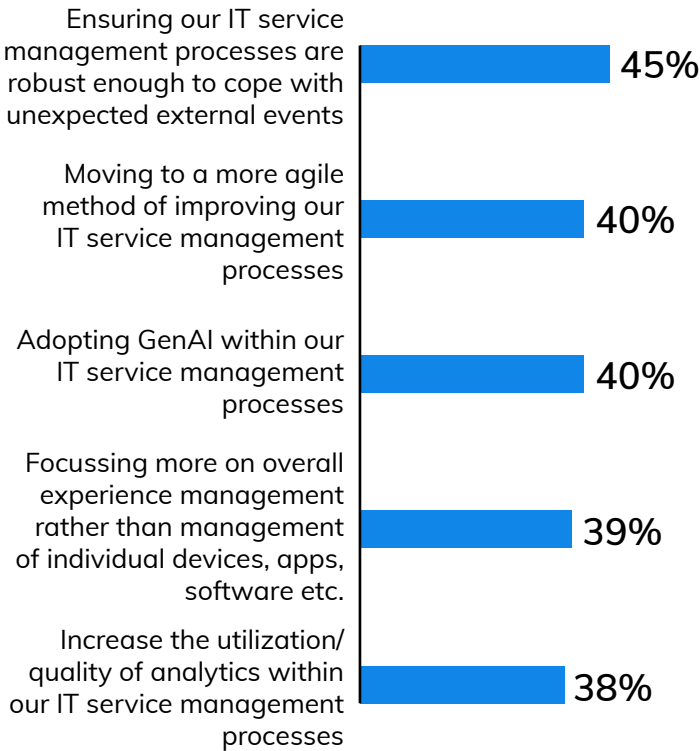 Ensuring our IT service
management processes are
robust enough to cope with
unexpected external events
45%
Moving to a more agile
method of improving our
IT service management
processes
40%
Adopting GenAI within our
IT service management
processes
40%
Focussing more on overall
experience management
rather than management
of individual devices, apps,
software etc.
39%
Increase the utilization/
quality of analytics within
our IT service management
processes
38%